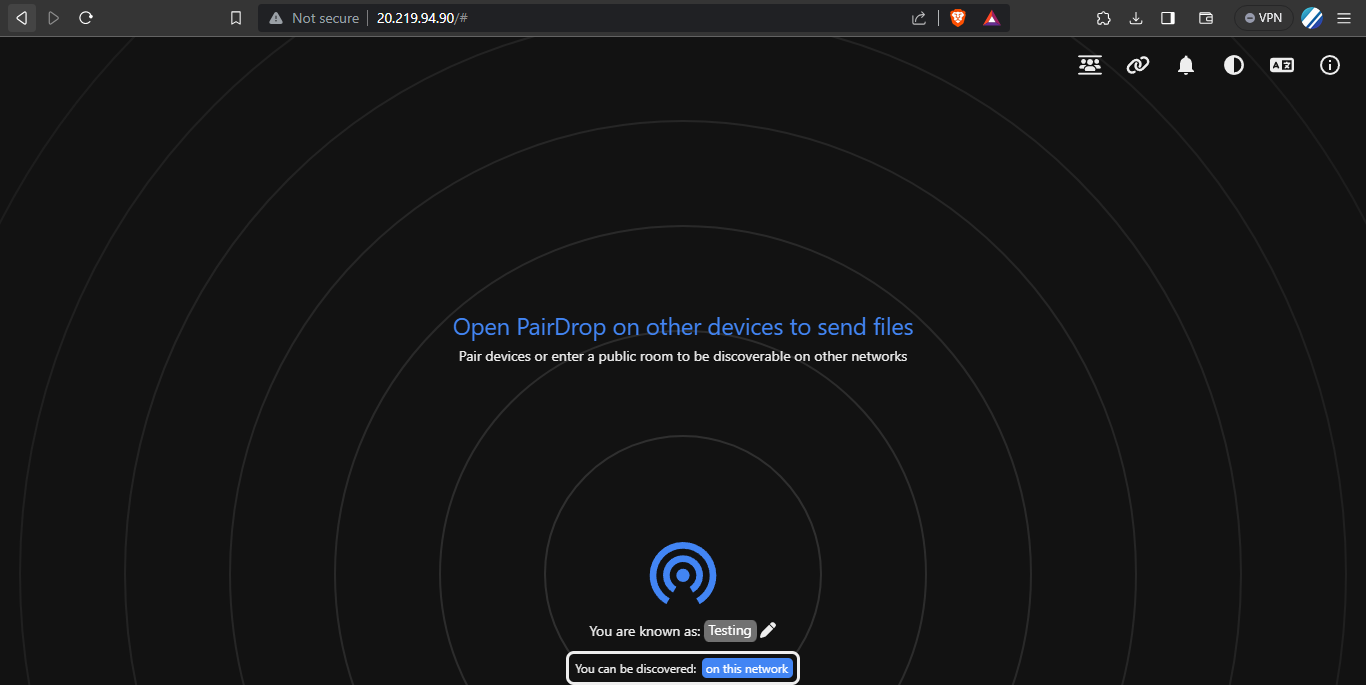 Not secure 20.219.94.90/# VPN
A
Open PairDrop on other devices to send files
Pair devices or enter a public room to be discoverable on other networks
You are known as: Testing
You can be discovered: on this network